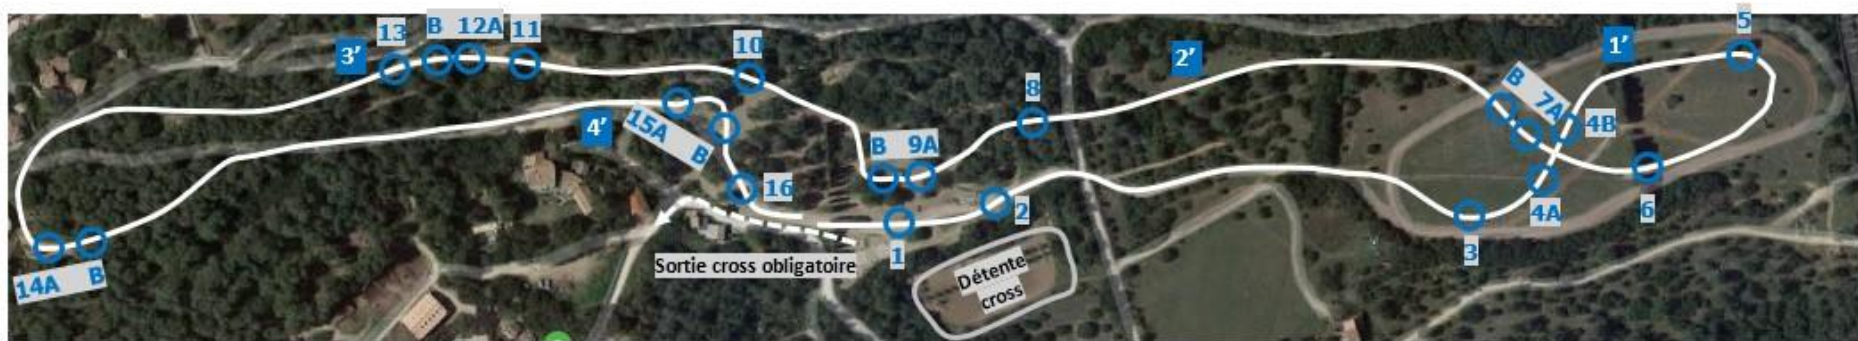 13
B 12A
11
3’
10
2’
1’
5
8
B 7A
4B
4’
15A B
B 9A
16
2
6
4A
1
3
14A B
Sortie cross obligatoire
Détente
cross